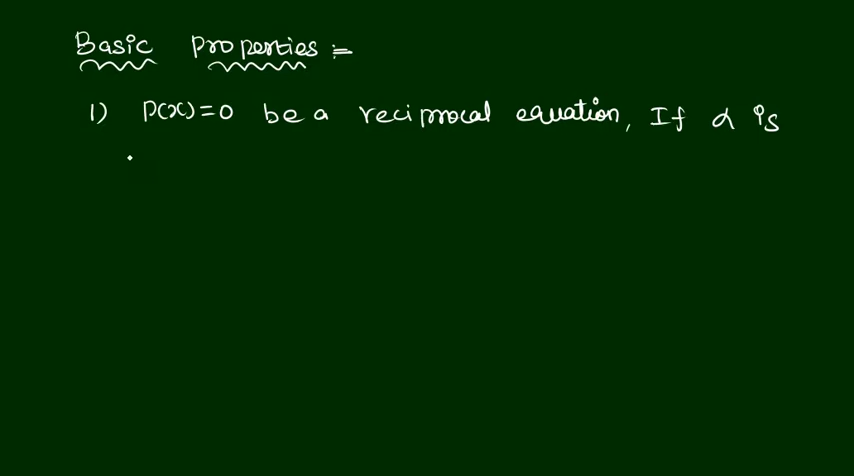 Basic Properties :-
1) P(x)=0 be a reciprocal equation, If α is